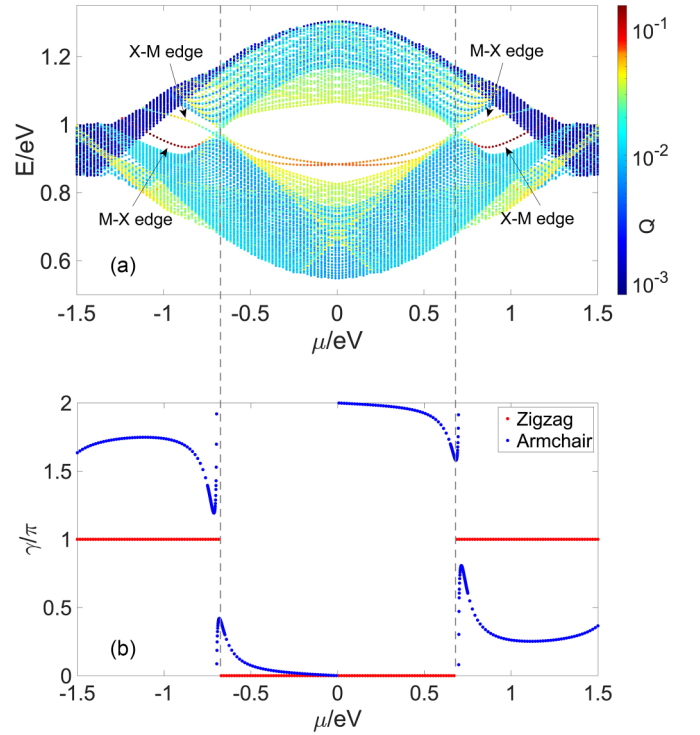 X-M edge
M-X edge
M-X edge
X-M edge
(a)
E/eV
1.2
1
0.8
0.6
-1.5
-1
-0.5
0
0.5
1
1.5
μ/eV
10⁻¹
10⁻²
10⁻³
Q
Zigzag
Armchair
(b)
γ/π
2
1.5
1
0.5
0
-1.5
-1
-0.5
0
0.5
1
1.5
μ/eV